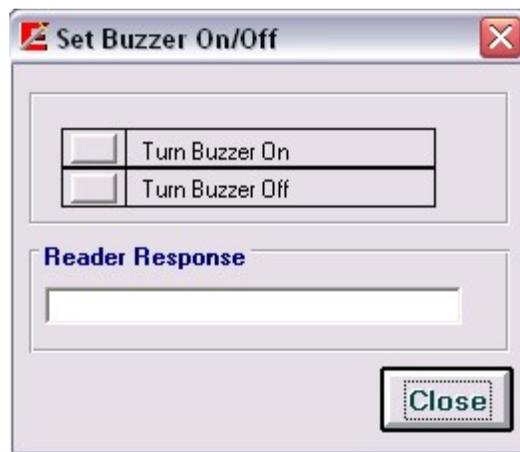 Set Buzzer On/Off
Turn Buzzer On
Turn Buzzer Off
Reader Response
Close